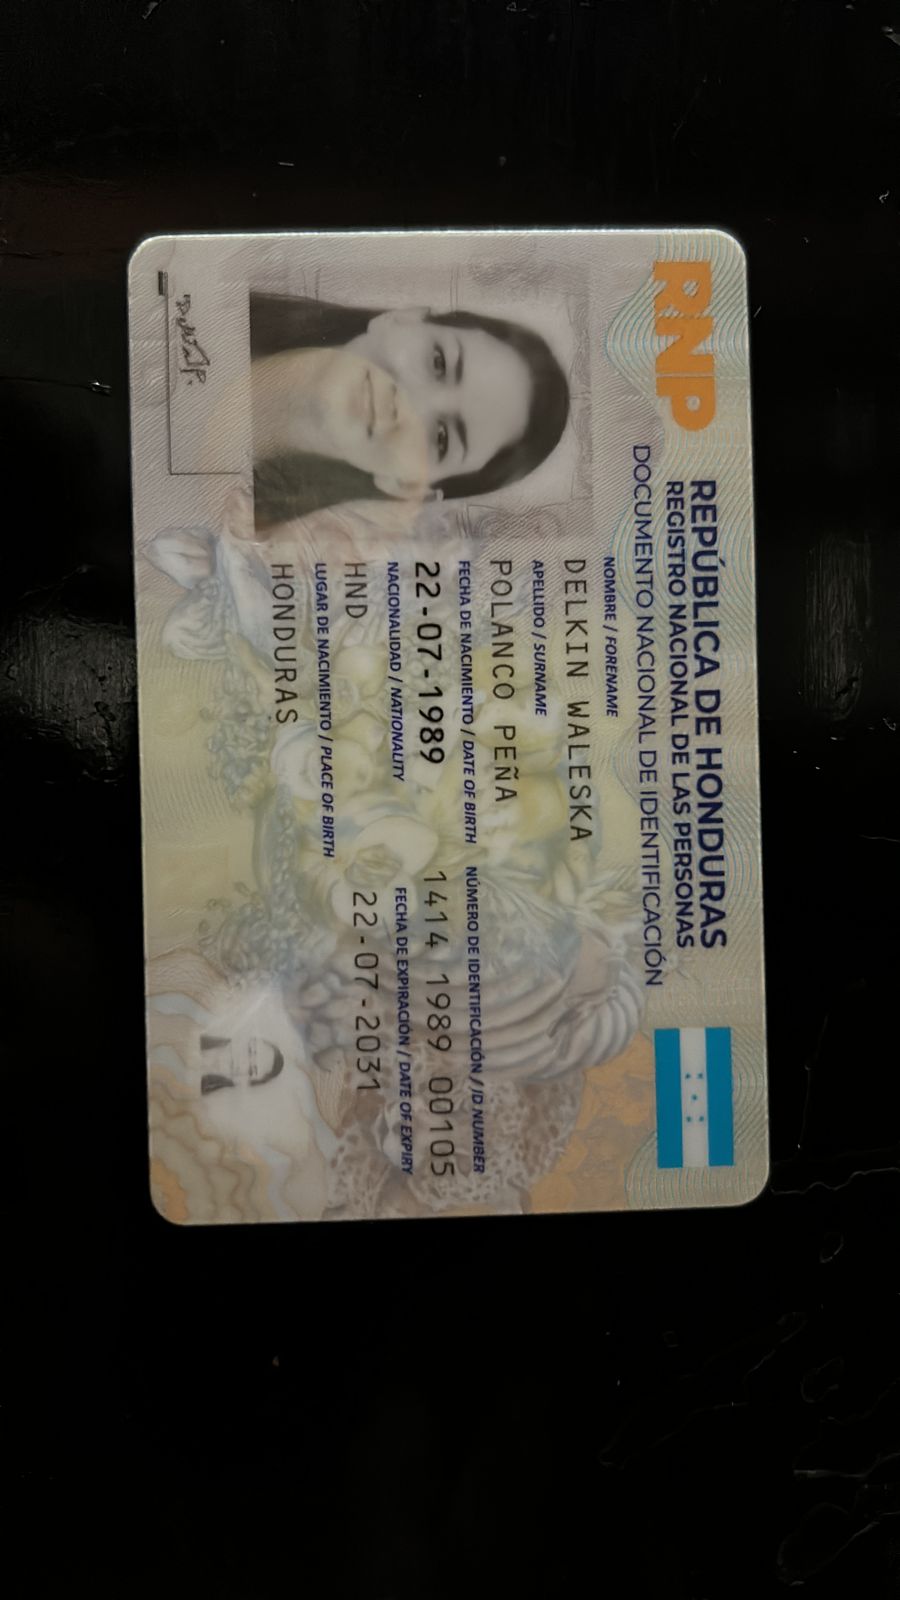 RNP
REPÚBLICA DE HONDURAS
REGISTRO NACIONAL DE LAS PERSONAS
DOCUMENTO NACIONAL DE IDENTIFICACIÓN
NOMBRE / FORENAME
DELKIN WALESKA
APELLIDO / SURNAME
POLANCO PEÑA
FECHA DE NACIMIENTO / DATE OF BIRTH
22-07-1989
NÚMERO DE IDENTIFICACIÓN / ID NUMBER
1414 1989 00105
NACIONALIDAD / NATIONALITY
HND
FECHA DE EXPIRACIÓN / DATE OF EXPIRY
22-07-2031
LUGAR DE NACIMIENTO / PLACE OF BIRTH
HONDURAS